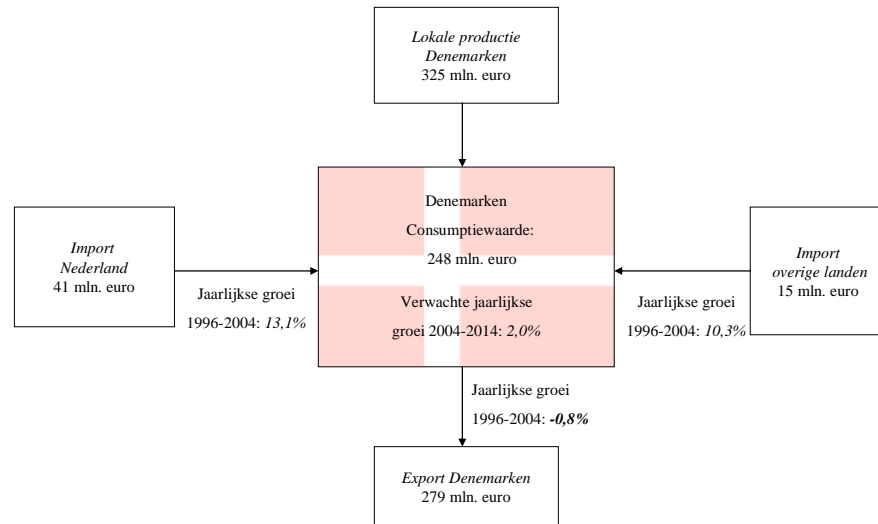 Lokale productie
Denemarken
325 mln. euro
Denemarken
Consumptiewaarde:
248 mln. euro
Verwachte jaarlijkse
groei 2004-2014: 2,0%
Import
Nederland
41 mln. euro
Jaarlijkse groei
1996-2004: 13,1%
Import
overige landen
15 mln. euro
Jaarlijkse groei
1996-2004: 10,3%
Jaarlijkse groei
1996-2004: -0,8%
Export Denemarken
279 mln. euro